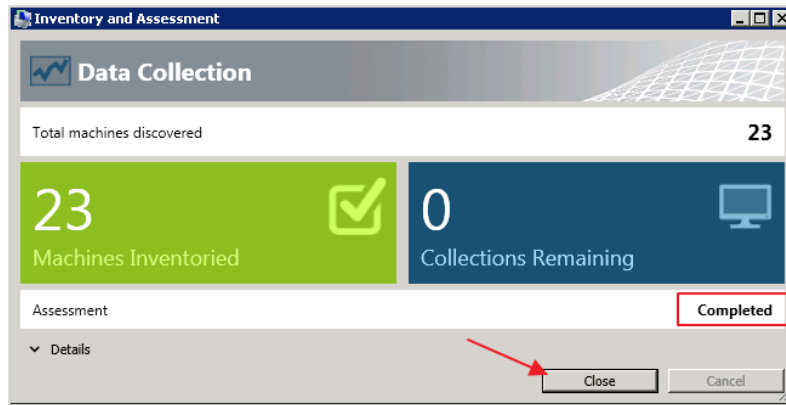 Inventory and Assessment
Data Collection
Total machines discovered 23
23
Machines Inventoried
0
Collections Remaining
Assessment Completed
Details
Close Cancel